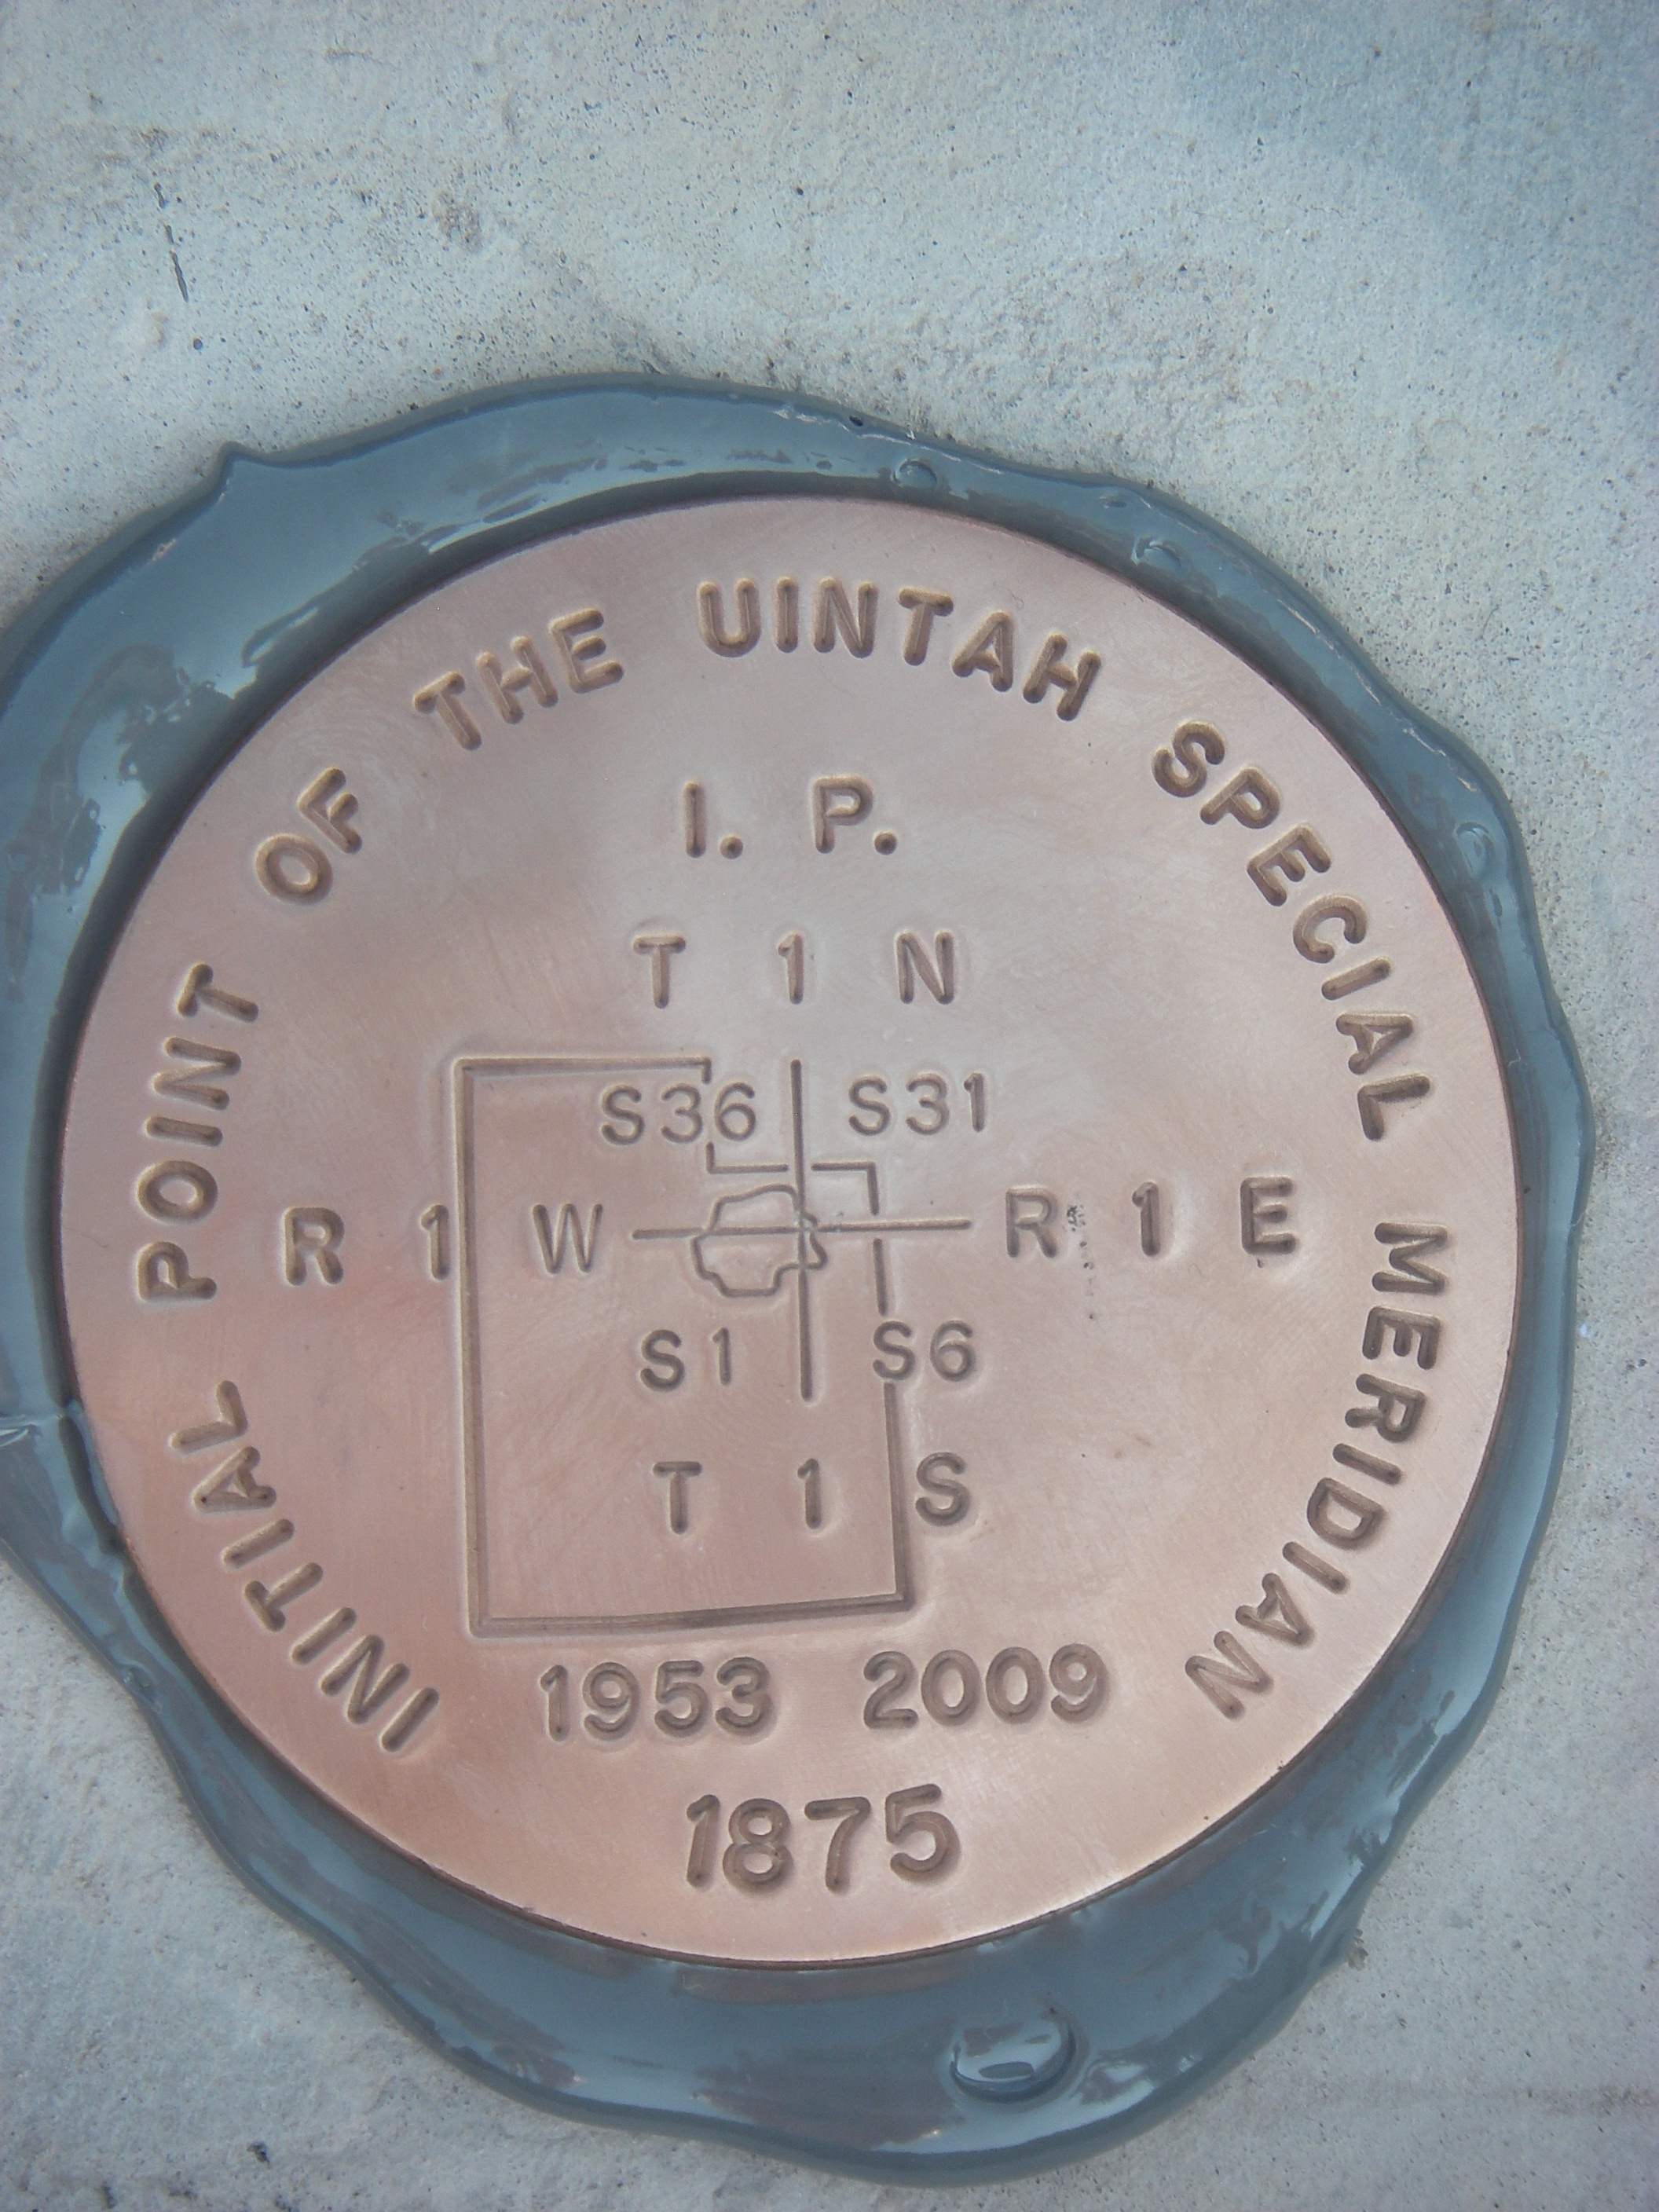 INITIAL POINT OF THE UINTAH SPECIAL MERIDIAN
I. P.
T 1 N
S36 S31
R 1 W R 1 E
S1 S6
T 1 S
1953 2009
1875